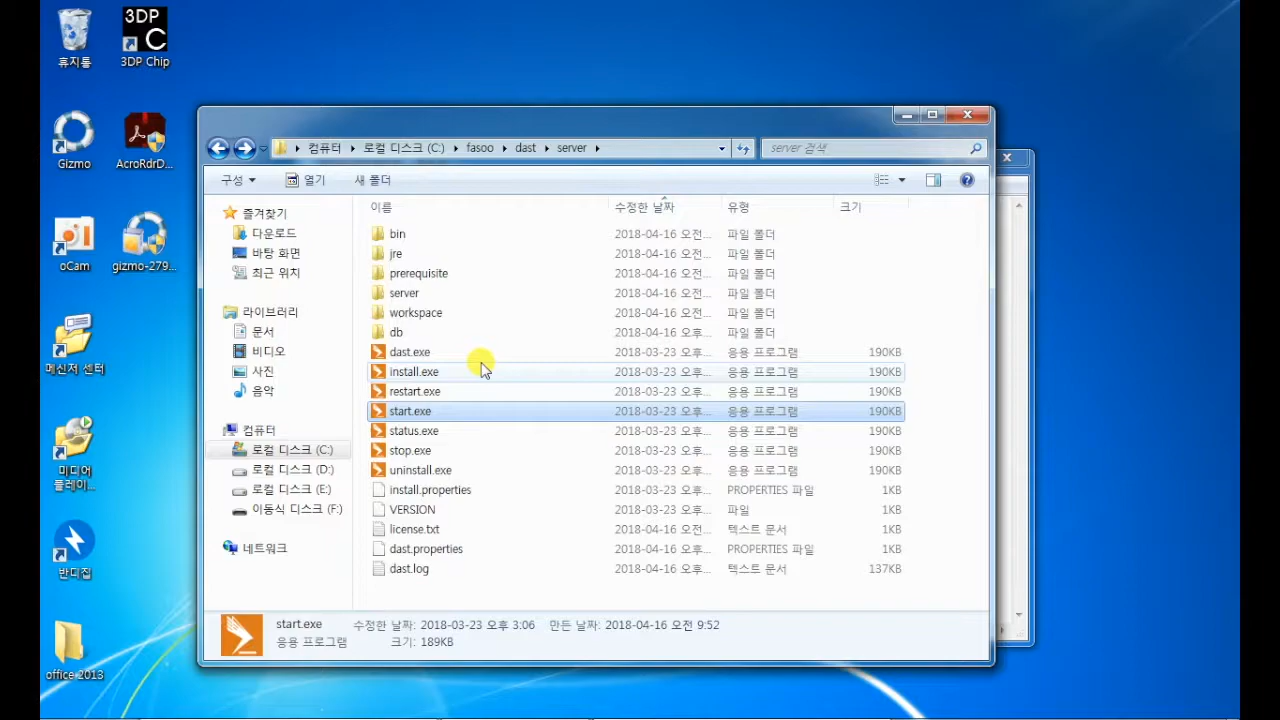 3DP
C
휴지통
3DP Chip
Gizmo
AcroRdrD...
oCam
gizmo-279...
메신저 센터
미디어
플레이...
반디집
office 2013
컴퓨터
로컬 디스크 (C:)
fasoo
dast
server
server 검색
구성
열기
새 폴더
이름
수정한 날짜
유형
크기
즐겨찾기
다운로드
바탕 화면
최근 위치
라이브러리
문서
비디오
사진
음악
컴퓨터
로컬 디스크 (C:)
로컬 디스크 (D:)
로컬 디스크 (E:)
이동식 디스크 (F:)
네트워크
bin 2018-04-16 오전... 파일 폴더
jre 2018-04-16 오전... 파일 폴더
prerequisite 2018-04-16 오전... 파일 폴더
server 2018-04-16 오전... 파일 폴더
workspace 2018-04-16 오전... 파일 폴더
db 2018-04-16 오전... 파일 폴더
dast.exe 2018-03-23 오후... 응용 프로그램 190KB
install.exe 2018-03-23 오후... 응용 프로그램 190KB
restart.exe 2018-03-23 오후... 응용 프로그램 190KB
start.exe 2018-03-23 오후... 응용 프로그램 190KB
status.exe 2018-03-23 오후... 응용 프로그램 190KB
stop.exe 2018-03-23 오후... 응용 프로그램 190KB
uninstall.exe 2018-03-23 오후... 응용 프로그램 190KB
install.properties 2018-03-23 오후... PROPERTIES 파일 1KB
VERSION 2018-03-23 오후... 파일 1KB
license.txt 2018-04-16 오후... 텍스트 문서 1KB
dast.properties 2018-04-16 오후... PROPERTIES 파일 1KB
dast.log 2018-04-16 오후... 텍스트 문서 137KB
start.exe 수정한 날짜: 2018-03-23 오후 3:06 만든 날짜: 2018-04-16 오전 9:52
응용 프로그램 크기: 189KB